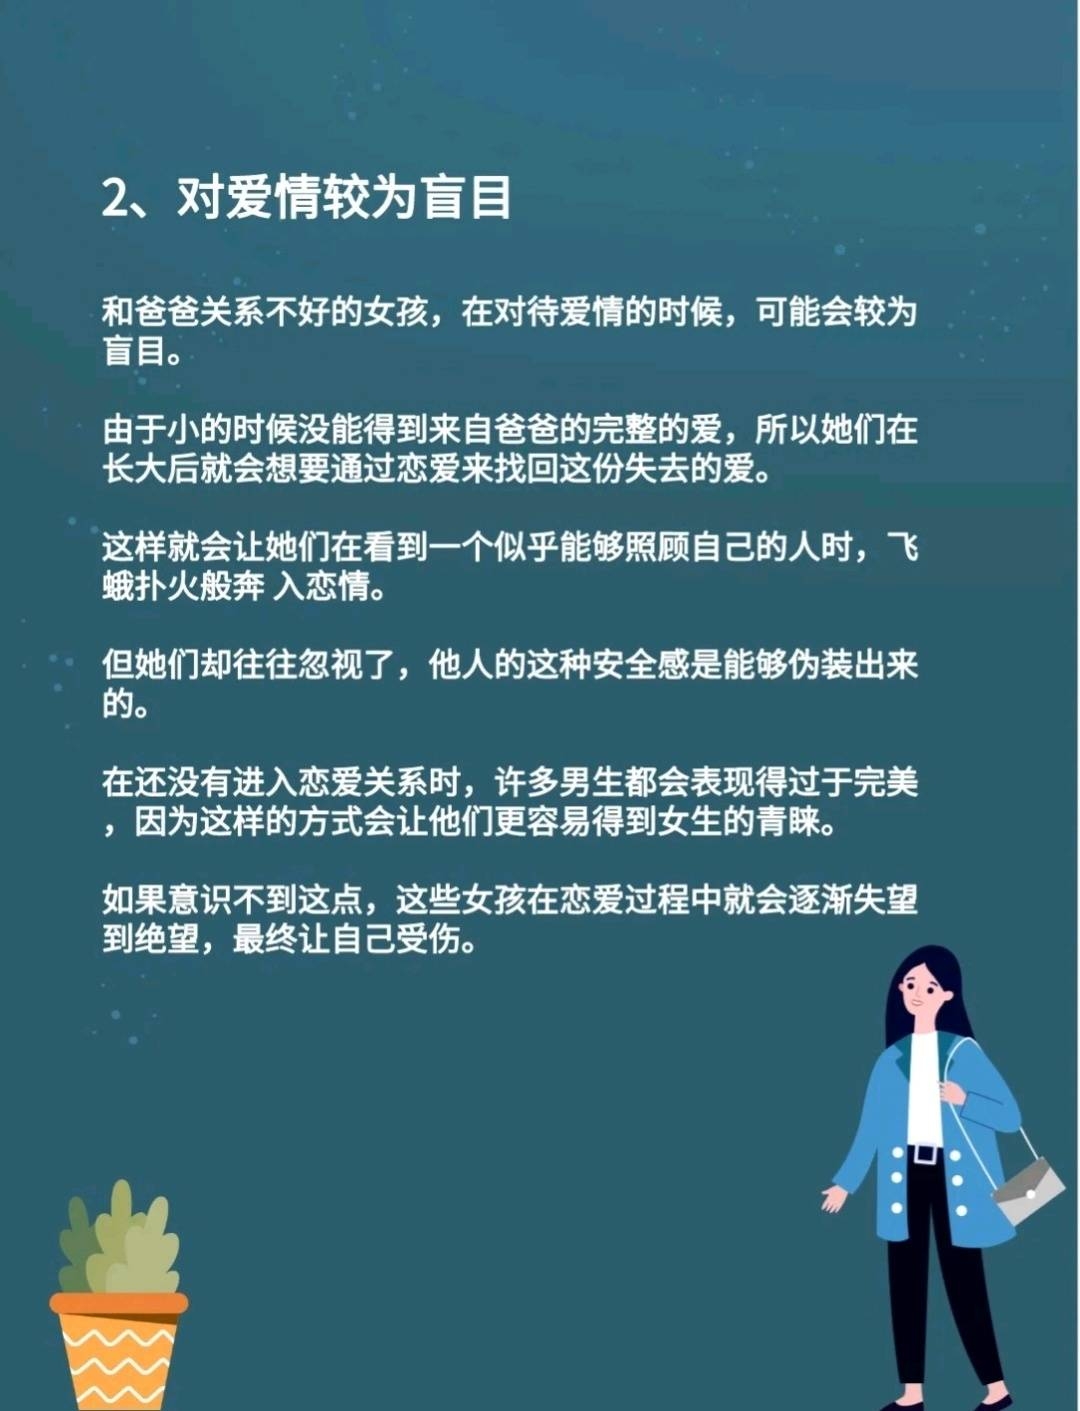 2、对爱情较为盲目
和爸爸关系不好的女孩，在对待爱情的时候，可能会较为
盲目。
由于小的时候没能得到来自爸爸的完整的爱，所以她们在
长大后就会想要通过恋爱来找回这份失去的爱。
这样就会让她们在看到一个似乎能够照顾自己的人时，飞
蛾扑火般奔 入恋情。
但她们却往往忽视了，他人的这种安全感是能够伪装出来
的。
在还没有进入恋爱关系时，许多男生都会表现得过于完美
，因为这样的方式会让他们更容易得到女生的青睐。
如果意识不到这点，这些女孩在恋爱过程中就会逐渐失望
到绝望，最终让自己受伤。